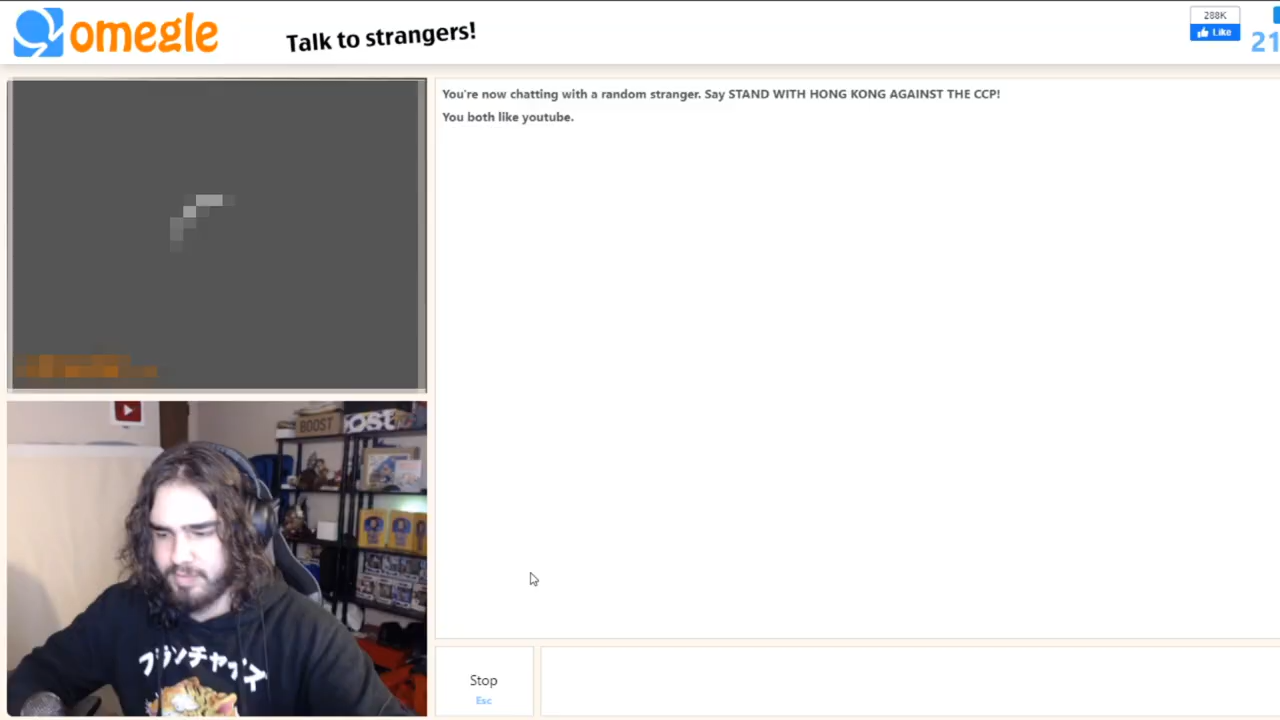 omegle
Talk to strangers!
288K
Like
21
You're now chatting with a random stranger. Say STAND WITH HONG KONG AGAINST THE CCP!
You both like youtube.
BOOST
OST
Stop
Esc